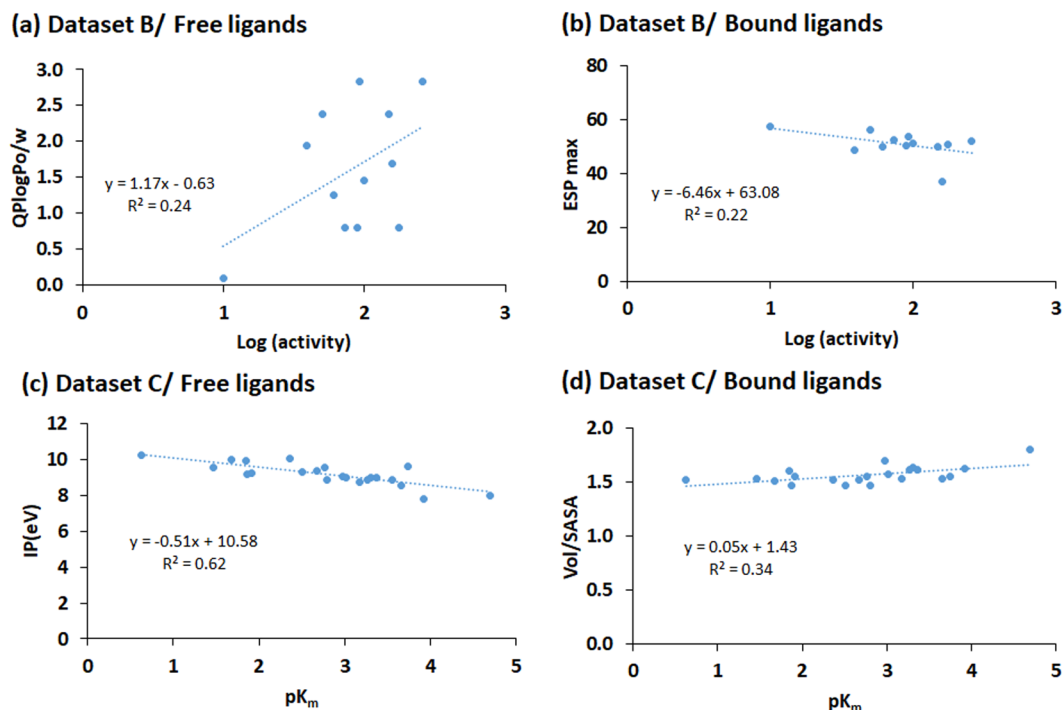 (a) Dataset B/ Free ligands
3.0
2.5
2.0
1.5
1.0
0.5
0.0
QPlogPo/w
y = 1.17x - 0.63
R² = 0.24
0 1 2 3
Log (activity)
(b) Dataset B/ Bound ligands
80
60
40
20
0
ESP max
y = -6.46x + 63.08
R² = 0.22
0 1 2 3
Log (activity)
(c) Dataset C/ Free ligands
12
10
8
6
4
2
0
IP(eV)
y = -0.51x + 10.58
R² = 0.62
0 1 2 3 4 5
pKₘ
(d) Dataset C/ Bound ligands
2.0
1.5
1.0
0.5
0.0
Vol/SASA
y = 0.05x + 1.43
R² = 0.34
0 1 2 3 4 5
pKₘ